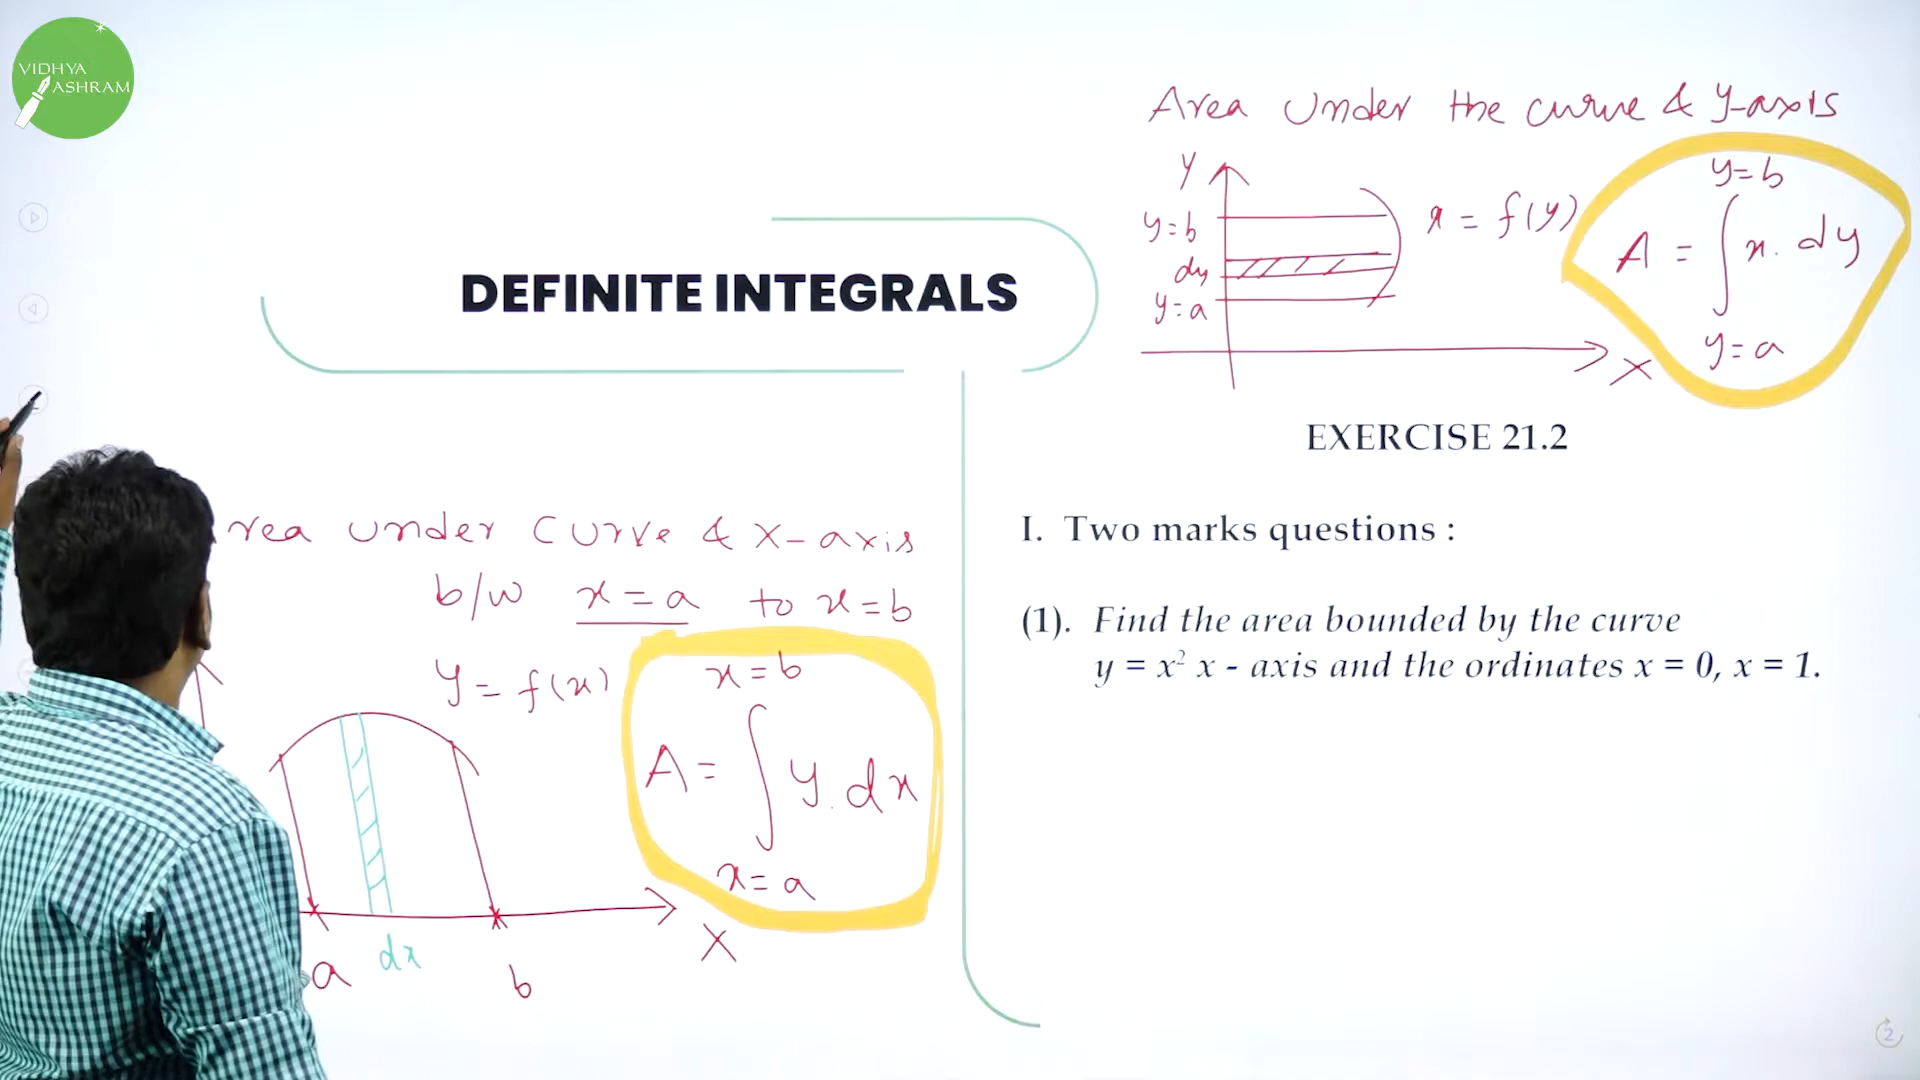 VIDHYA
ASHRAM
DEFINITE INTEGRALS
rea under curve & x-axis
b/w x = a to x = b
y = f(x)
x = b
A = ∫ y. dx
x = a
a
dx
b
X
Area under the curve & y-axis
Y
y = b
dy
y = a
x = f(y)
X
y = b
A = ∫ x. dy
y = a
EXERCISE 21.2
I. Two marks questions :
(1). Find the area bounded by the curve
y = x² x - axis and the ordinates x = 0, x = 1.
2